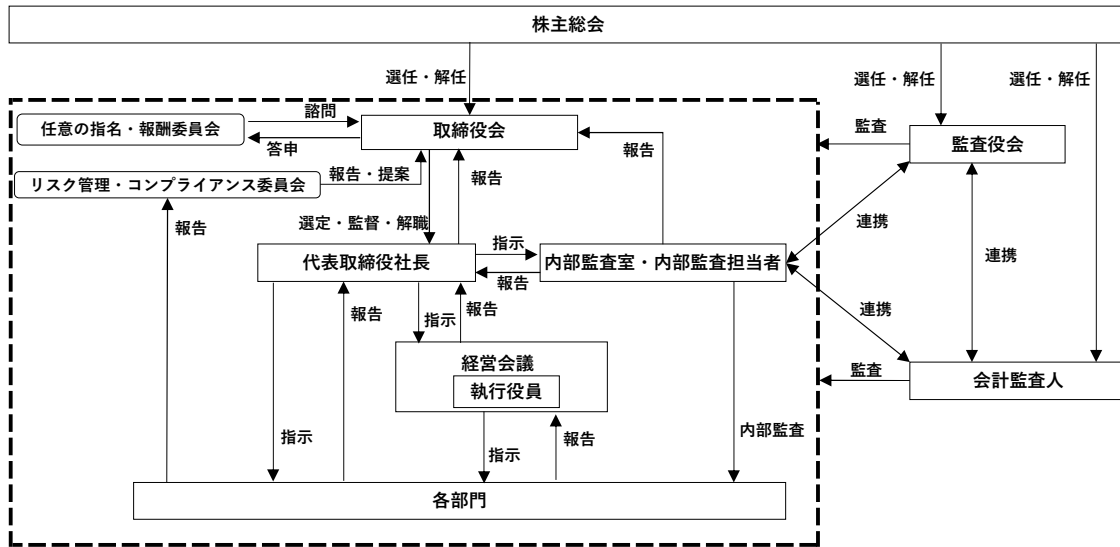 株主総会
選任・解任
選任・解任
選任・解任
任意の指名・報酬委員会
諮問
答申
取締役会
報告
監査
監査役会
リスク管理・コンプライアンス委員会
報告・提案
報告
報告
選定・監督・解職
連携
連携
代表取締役社長
指示
報告
内部監査室・内部監査担当者
報告
指示
報告
連携
経営会議
執行役員
監査
会計監査人
指示
指示
報告
内部監査
各部門